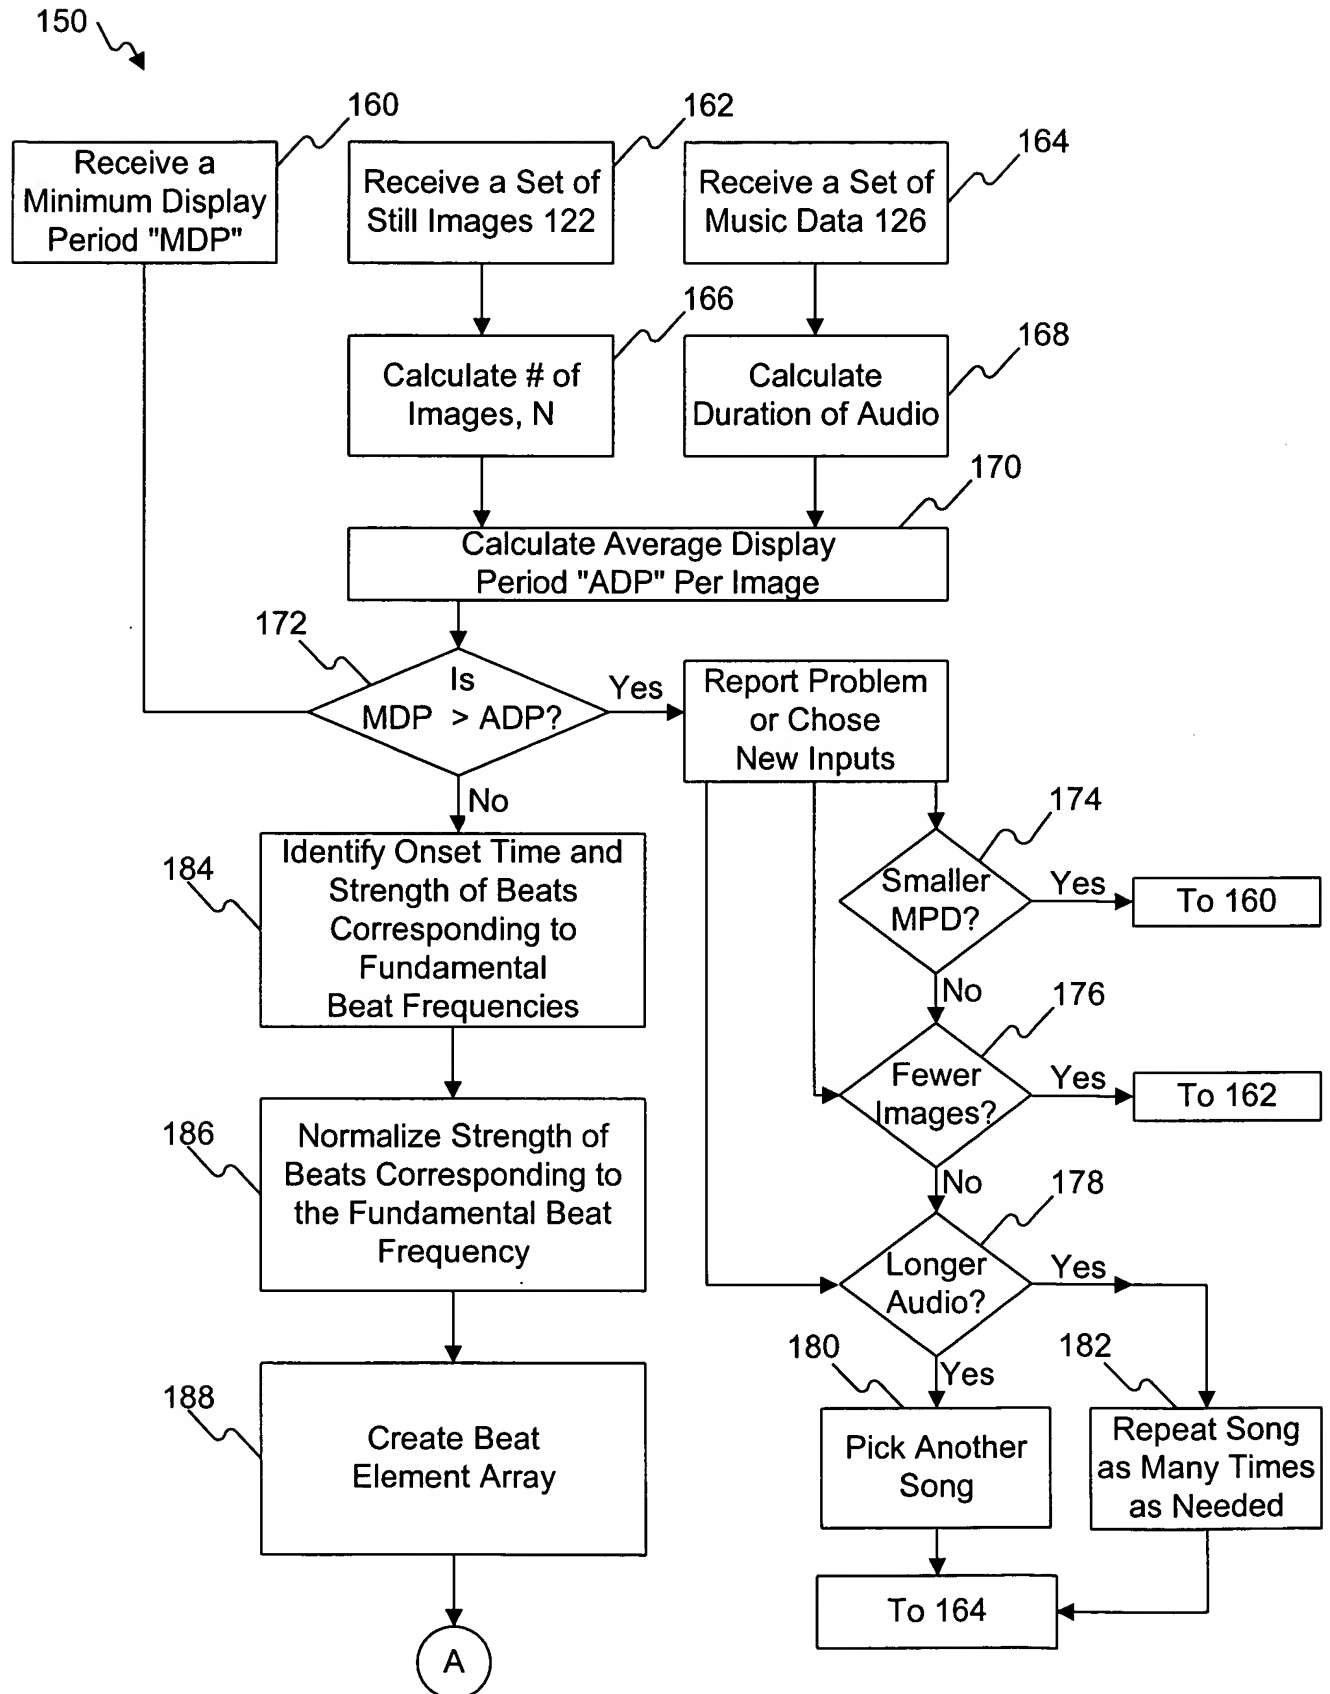 150
160
162
164
Receive a
Minimum Display
Period "MDP"
Receive a Set of
Still Images 122
Receive a Set of
Music Data 126
166
168
Calculate # of
Images, N
Calculate
Duration of Audio
170
Calculate Average Display
Period "ADP" Per Image
172
Is
MDP > ADP?
Yes
Report Problem
or Chose
New Inputs
No
174
Smaller
MPD?
Yes
To 160
184
Identify Onset Time and
Strength of Beats
Corresponding to
Fundamental
Beat Frequencies
No
176
Fewer
Images?
Yes
To 162
186
Normalize Strength of
Beats Corresponding to
the Fundamental Beat
Frequency
No
178
Longer
Audio?
Yes
180
Yes
182
188
Create Beat
Element Array
Pick Another
Song
Repeat Song
as Many Times
as Needed
To 164
A